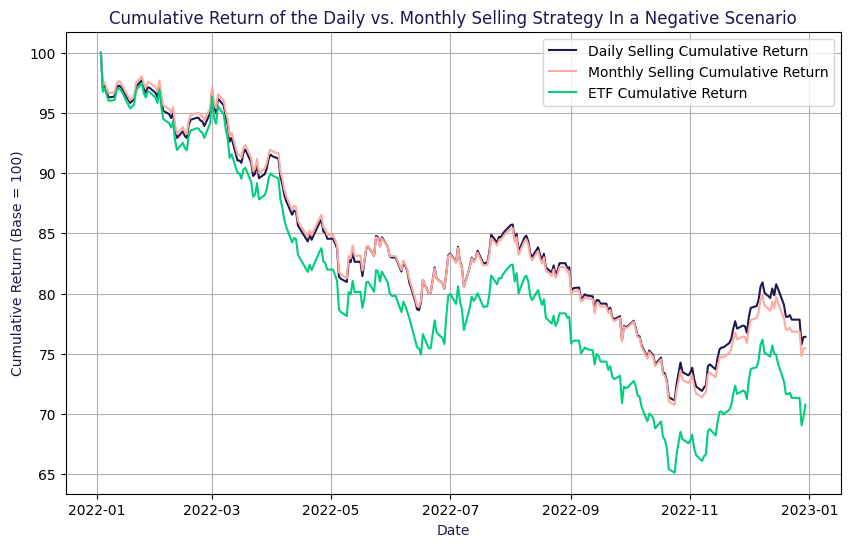 Cumulative Return of the Daily vs. Monthly Selling Strategy In a Negative Scenario
Daily Selling Cumulative Return
Monthly Selling Cumulative Return
ETF Cumulative Return
Cumulative Return (Base = 100)
100
95
90
85
80
75
70
65
2022-01
2022-03
2022-05
2022-07
2022-09
2022-11
2023-01
Date